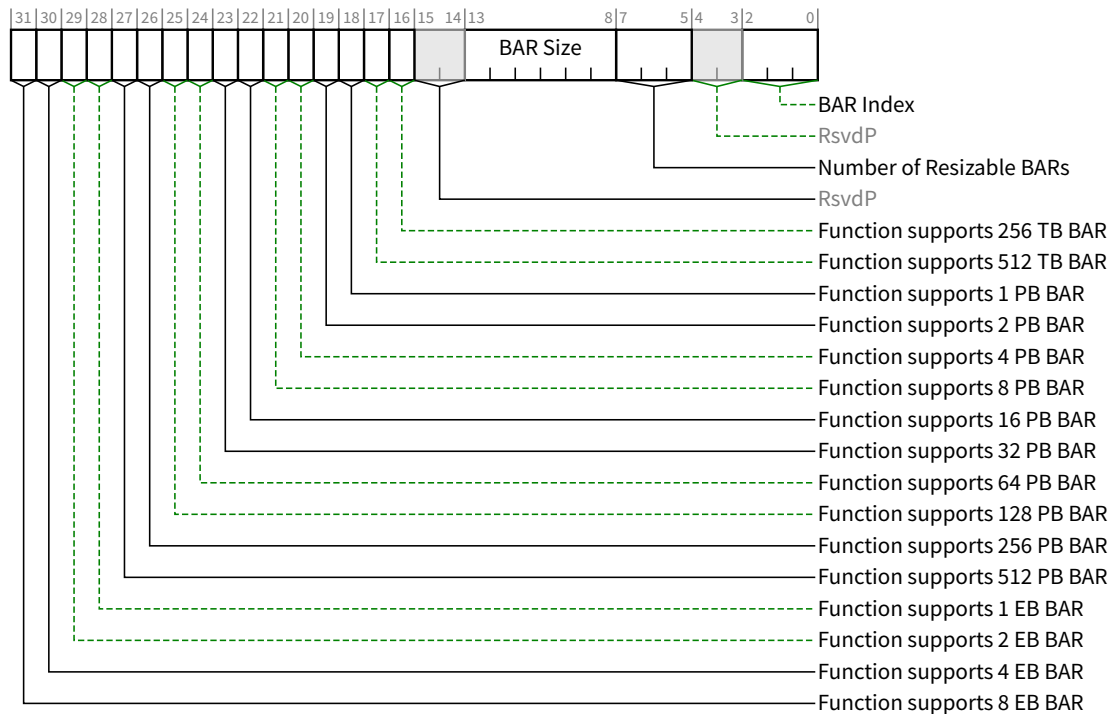 31 30 29 28 27 26 25 24 23 22 21 20 19 18 17 16 15 14 13 8 7 5 4 3 2 0
BAR Size
BAR Index
RsvdP
Number of Resizable BARs
RsvdP
Function supports 256 TB BAR
Function supports 512 TB BAR
Function supports 1 PB BAR
Function supports 2 PB BAR
Function supports 4 PB BAR
Function supports 8 PB BAR
Function supports 16 PB BAR
Function supports 32 PB BAR
Function supports 64 PB BAR
Function supports 128 PB BAR
Function supports 256 PB BAR
Function supports 512 PB BAR
Function supports 1 EB BAR
Function supports 2 EB BAR
Function supports 4 EB BAR
Function supports 8 EB BAR